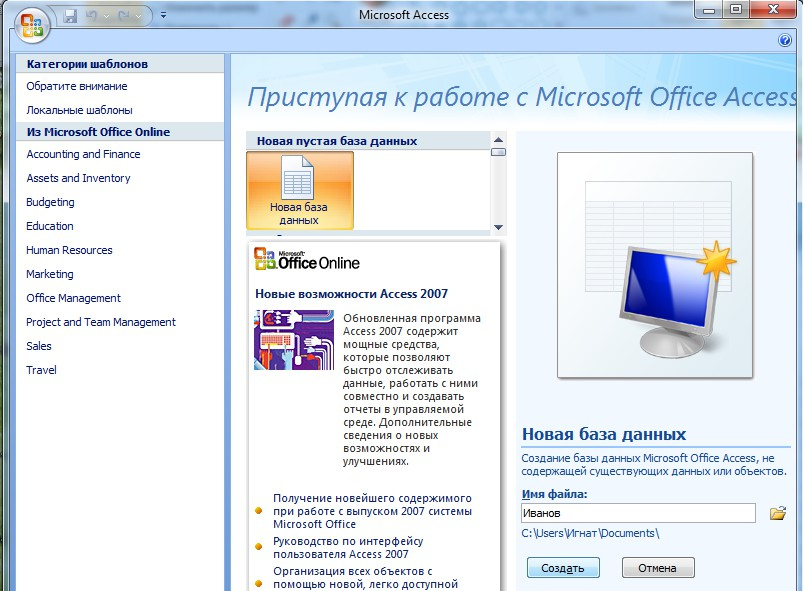 Microsoft Access
Категории шаблонов
Обратите внимание
Локальные шаблоны
Из Microsoft Office Online
Accounting and Finance
Assets and Inventory
Budgeting
Education
Human Resources
Marketing
Office Management
Project and Team Management
Sales
Travel
Приступая к работе с Microsoft Office Access
Новая пустая база данных
Новая база
данных
Microsoft
Office Online
Новые возможности Access 2007
Обновленная программа
Access 2007 содержит
мощные средства,
которые позволяют
быстро отслеживать
данные, работать с ними
совместно и создавать
отчеты в управляемой
среде. Дополнительные
сведения о новых
возможностях и
улучшениях.
Получение новейшего содержимого
при работе с выпуском 2007 системы
Microsoft Office
Руководство по интерфейсу
пользователя Access 2007
Организация всех объектов с
помощью новой, легко доступной
Новая база данных
Создание базы данных Microsoft Office Access, не
содержащей существующих данных или объектов.
Имя файла:
Иванов
C:\Users\Игнат\Documents\
Создать
Отмена